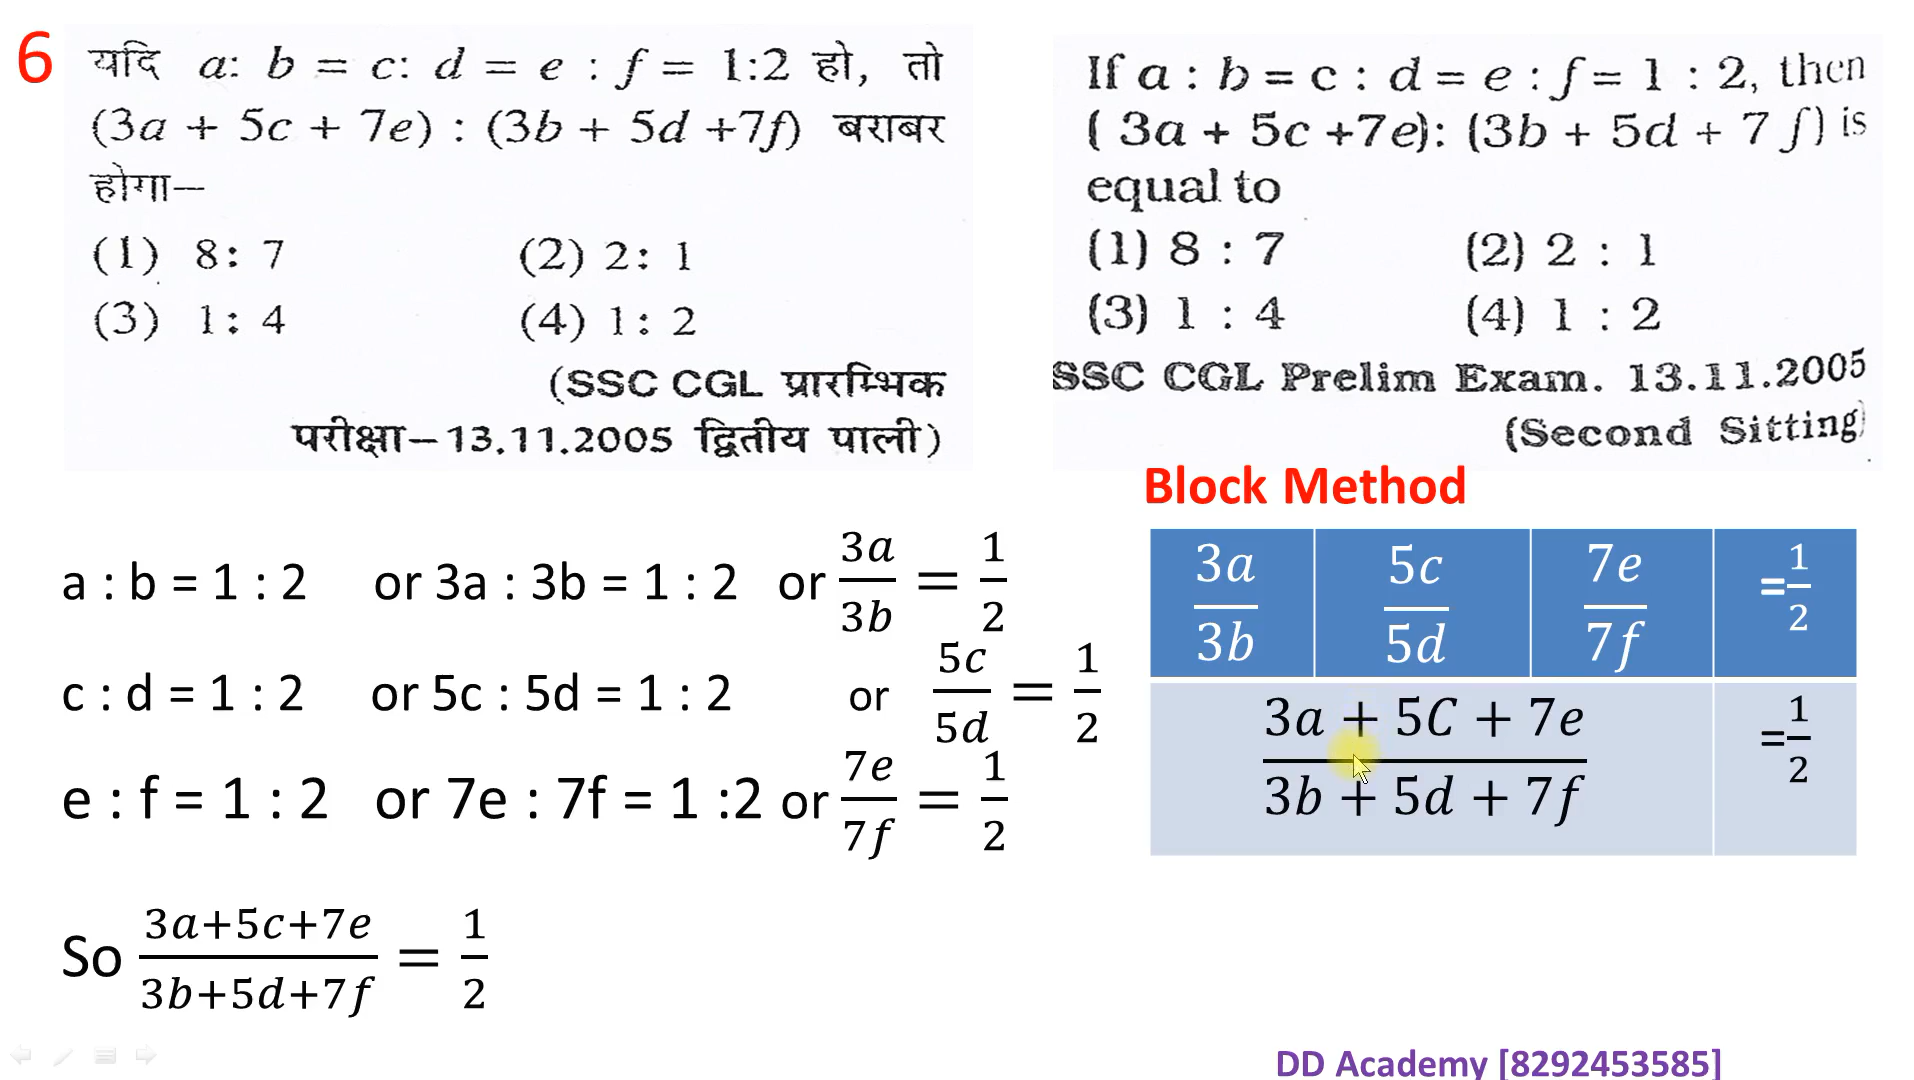 6
यदि a: b = c: d = e : f = 1:2 हो, तो
(3a + 5c + 7e) : (3b + 5d +7f) बराबर
होगा–
(1) 8: 7 (2) 2: 1
(3) 1: 4 (4) 1: 2
(SSC CGL प्रारम्भिक
परीक्षा–13.11.2005 द्वितीय पाली)
If a : b = c : d = e : f = 1 : 2, then
( 3a + 5c +7e): (3b + 5d + 7 f) is
equal to
(1) 8 : 7 (2) 2 : 1
(3) 1 : 4 (4) 1 : 2
SSC CGL Prelim Exam. 13.11.2005
(Second Sitting)
a : b = 1 : 2 or 3a : 3b = 1 : 2 or 3a/3b = 1/2
c : d = 1 : 2 or 5c : 5d = 1 : 2 or 5c/5d = 1/2
e : f = 1 : 2 or 7e : 7f = 1 :2 or 7e/7f = 1/2
So 3a+5c+7e/3b+5d+7f = 1/2
Block Method
3a/3b 5c/5d 7e/7f =1/2
3a + 5C + 7e/3b + 5d + 7f =1/2
DD Academy [8292453585]